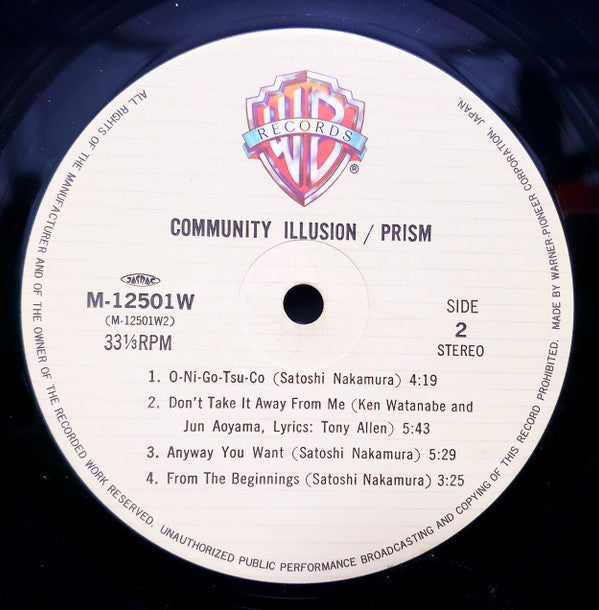 WB
RECORDS
®
COMMUNITY ILLUSION / PRISM
JASRAC
M-12501W
(M-12501W2)
33⅓RPM
SIDE
2
STEREO
1. O-Ni-Go-Tsu-Co (Satoshi Nakamura) 4:19
2. Don't Take It Away From Me (Ken Watanabe and
Jun Aoyama, Lyrics: Tony Allen) 5:43
3. Anyway You Want (Satoshi Nakamura) 5:29
4. From The Beginnings (Satoshi Nakamura) 3:25
ALL RIGHTS OF THE MANUFACTURER AND OF THE OWNER OF THE RECORDED WORK RESERVED. UNAUTHORIZED PUBLIC PERFORMANCE BROADCASTING AND COPYING OF THIS RECORD PROHIBITED. MADE BY WARNER-PIONEER CORPORATION, JAPAN.